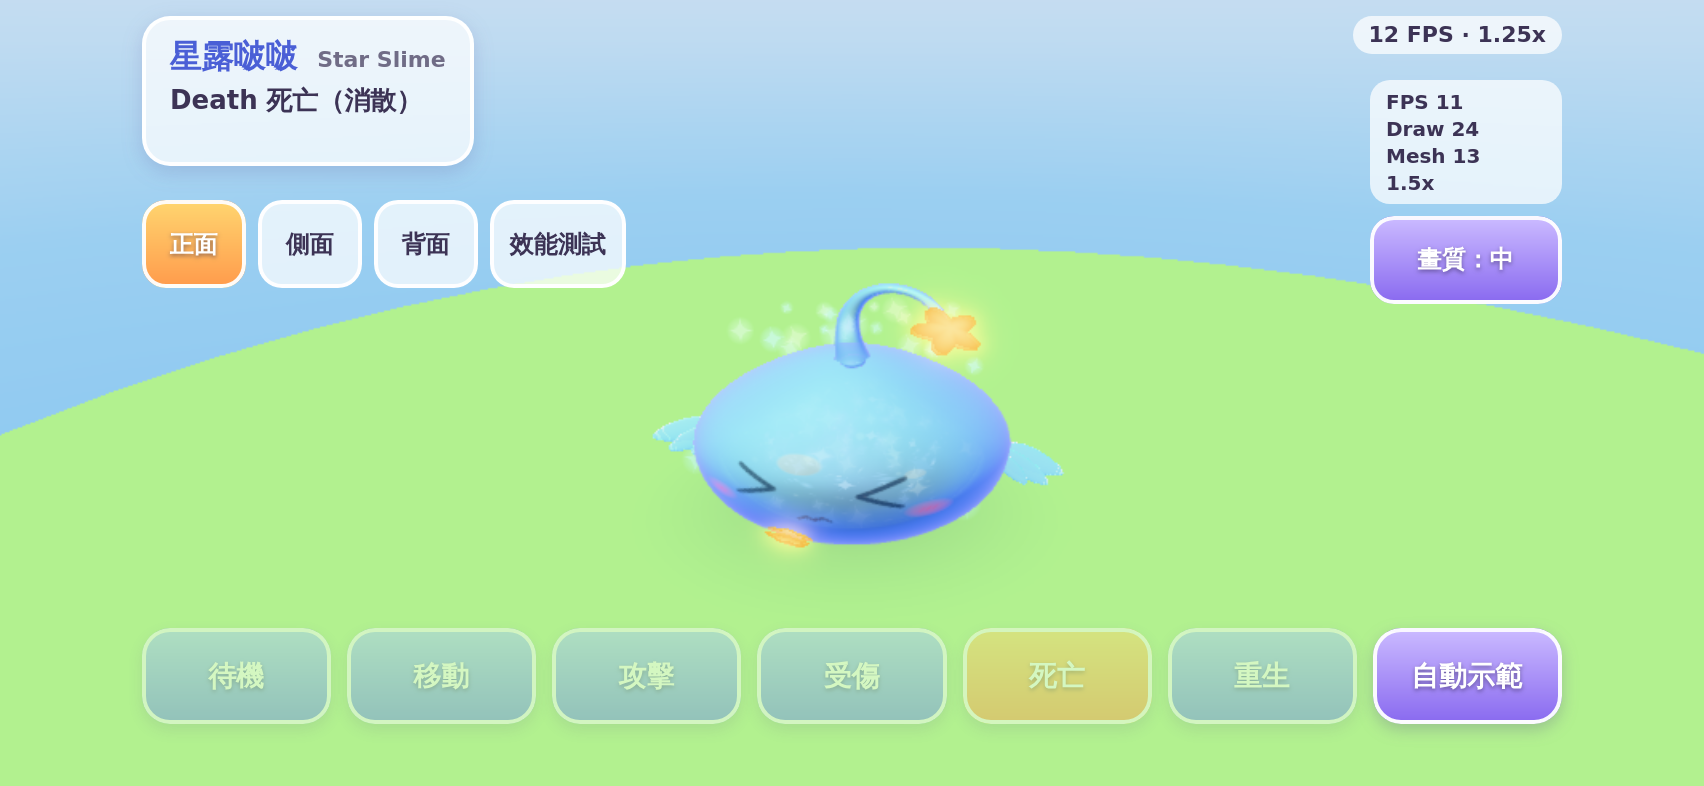 星露啵啵 Star Slime
Death 死亡（消散）
12 FPS · 1.25x
FPS 11
Draw 24
Mesh 13
1.5x
正面
側面
背面
效能測試
畫質：中
待機
移動
攻擊
受傷
死亡
重生
自動示範